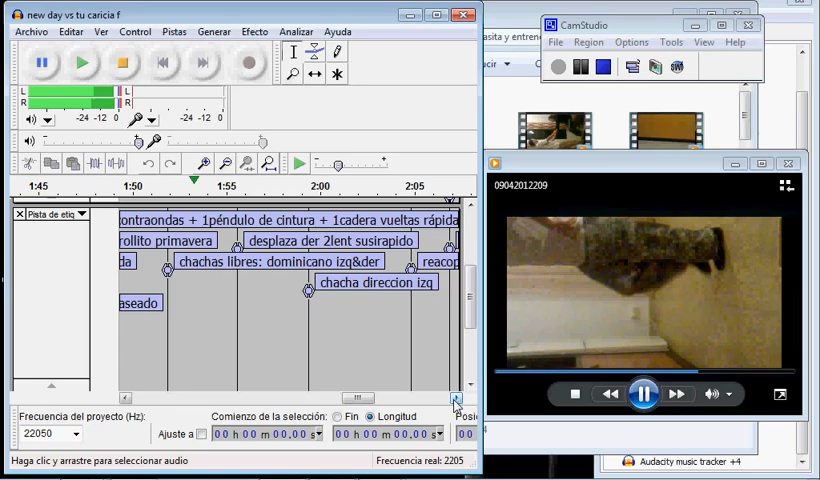 new day vs tu caricia f
Archivo Editar Ver Control Pistas Generar Efecto Analizar Ayuda
L
R
-24 -12 0
-24 -12 0
1:45 1:50 1:55 2:00 2:05
Pista de etiq
contraondas + 1péndulo de cintura + 1cadera vueltas rápida
rollito primavera
desplaza der 2lent susirapido
da
chachas libres: dominicano izq&der
reacop
chacha direccion izq
aseado
Frecuencia del proyecto (Hz):
Comienzo de la selección:
Fin
Longitud
Posic
22050
Ajuste a
00 h 00 m 00.00 s
00 h 00 m 00.00 s
00
Haga clic y arrastre para seleccionar audio
Frecuencia real: 2205
asita y entrene
CamStudio
File Region Options Tools View Help
09042012209
Audacity music tracker +4